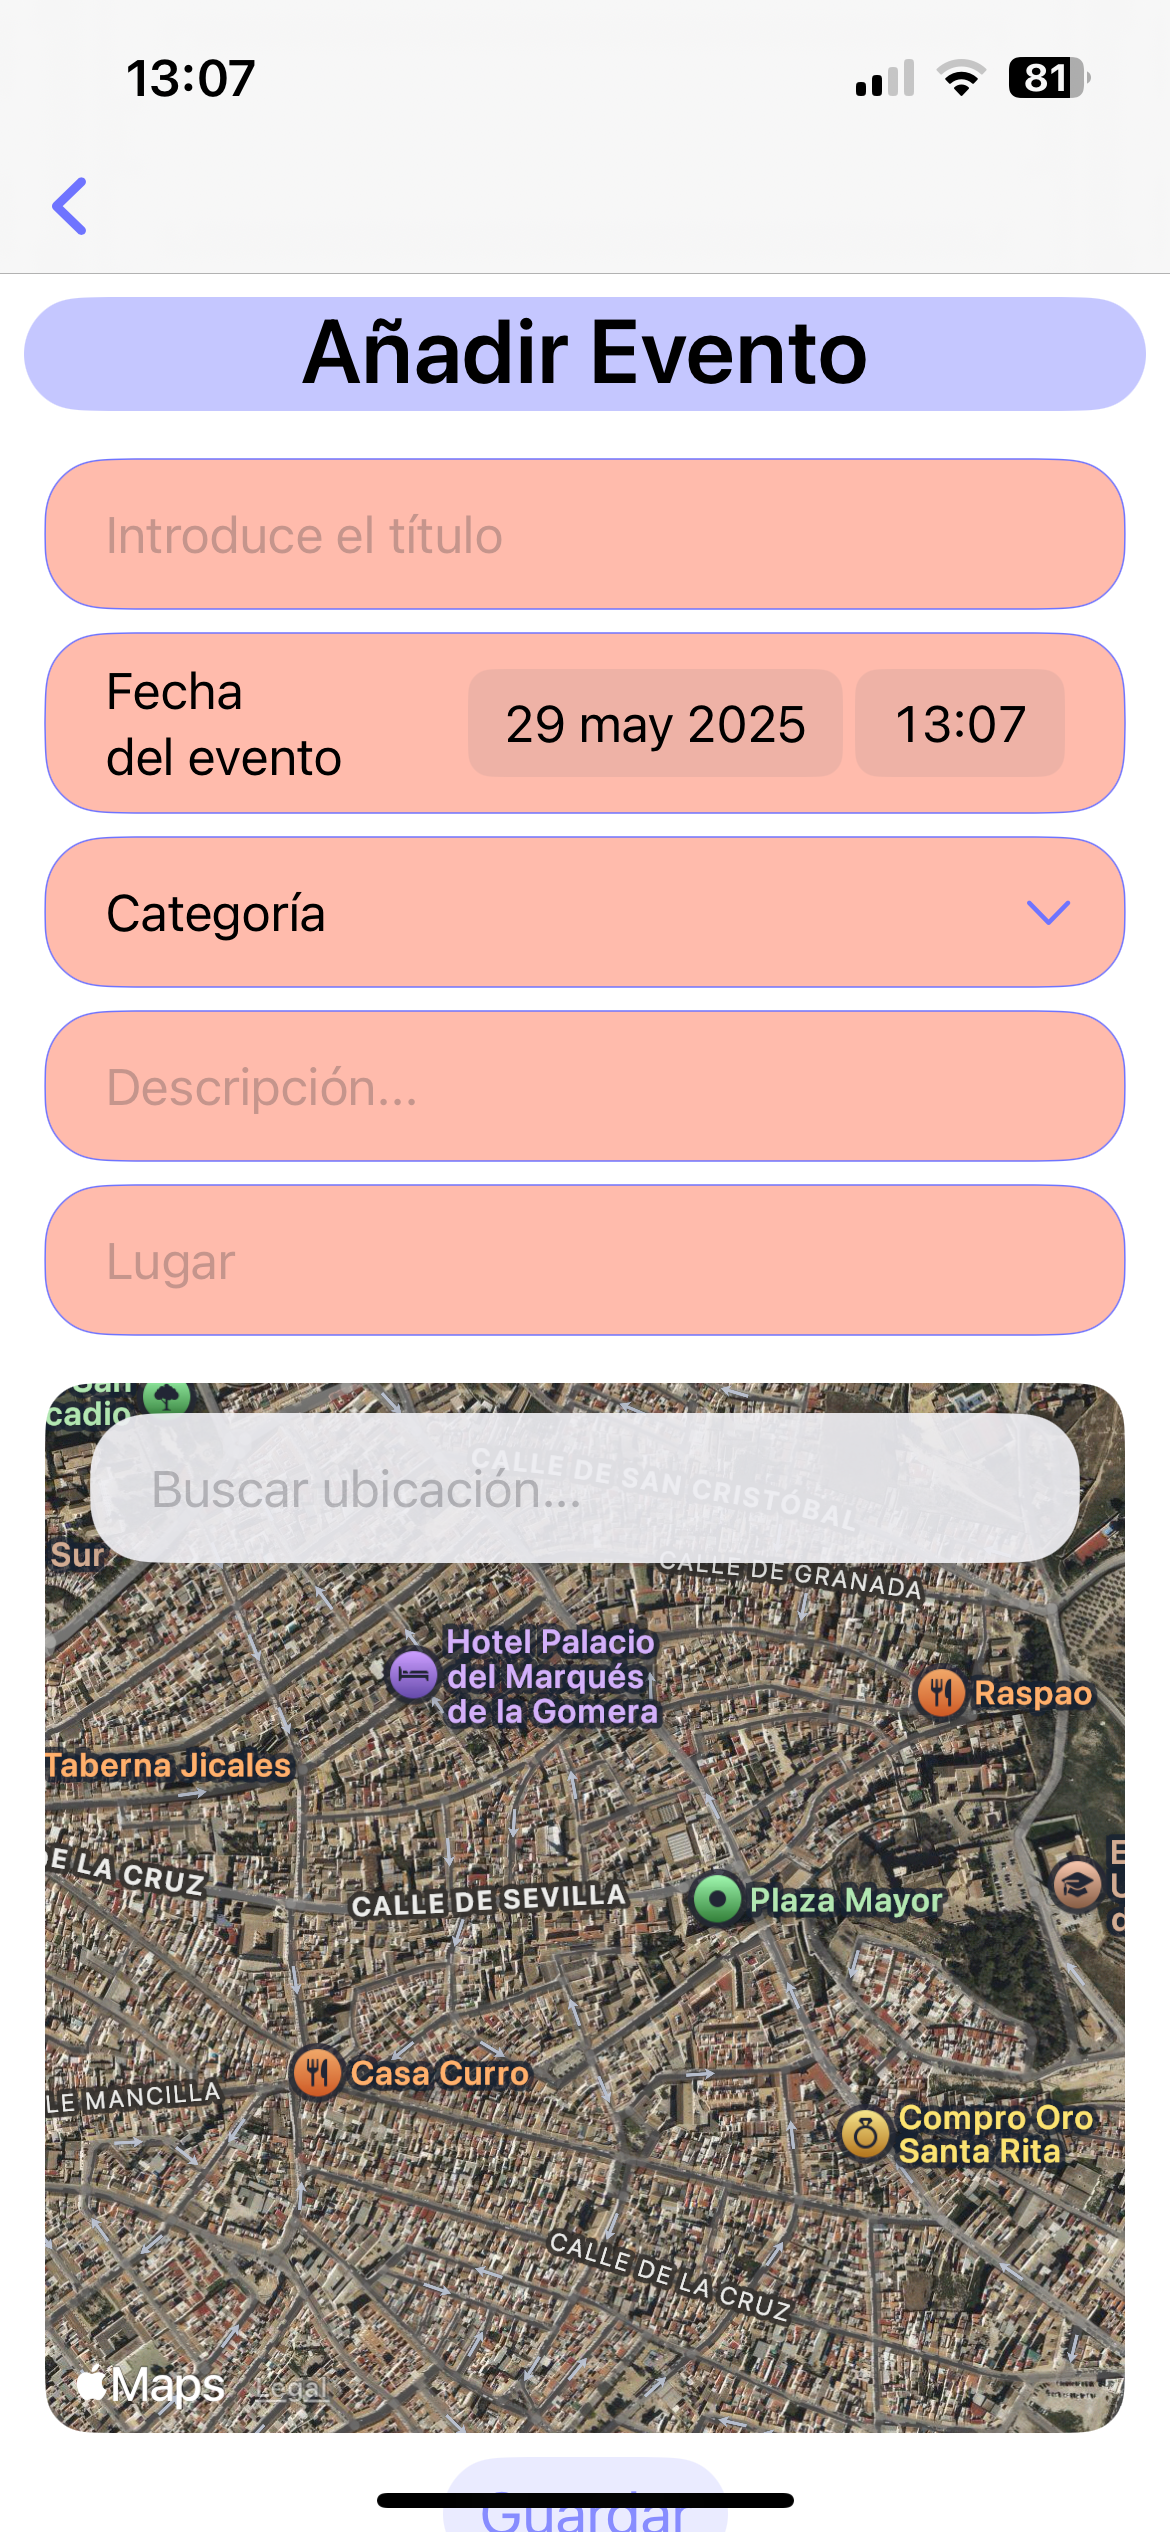 13:07
81
Añadir Evento
Introduce el título
Fecha
del evento
29 may 2025
13:07
Categoría
Descripción...
Lugar
San
cadio
Buscar ubicación...
CALLE DE SAN CRISTÓBAL
Sur
CALLE DE GRANADA
Hotel Palacio
del Marqués
de la Gomera
Raspao
Taberna Jicales
DE LA CRUZ
CALLE DE SEVILLA
Plaza Mayor
E
U
Casa Curro
LE MANCILLA
Compro Oro
Santa Rita
CALLE DE LA CRUZ
Maps
Legal
Guardar